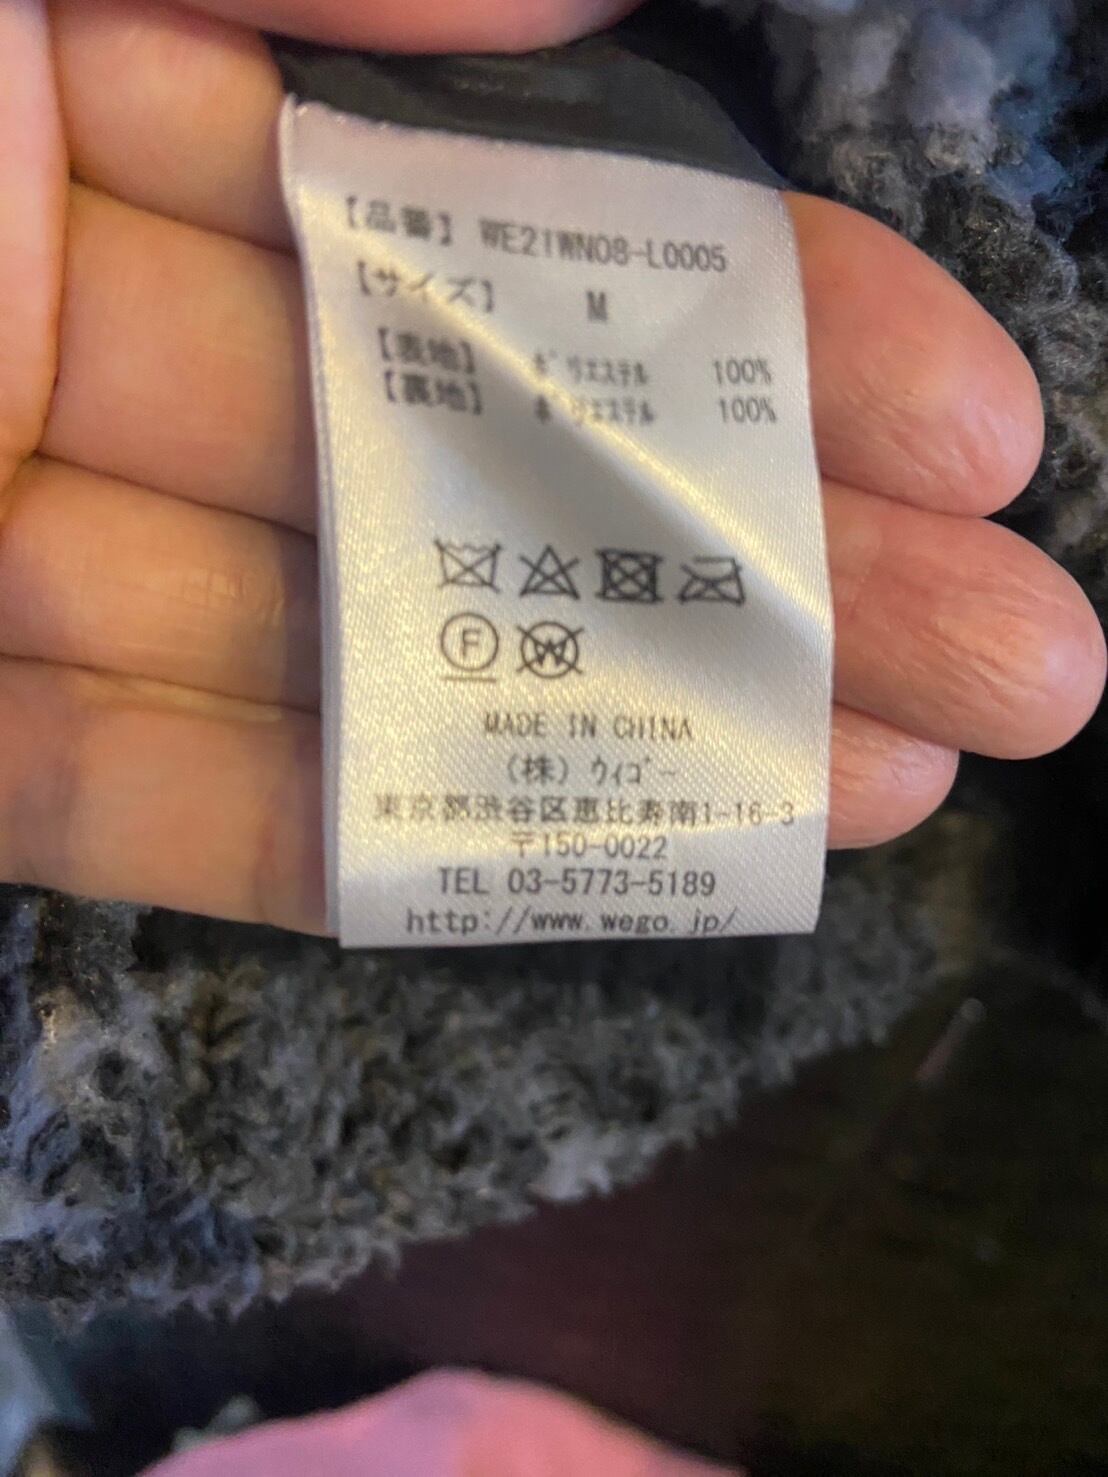 【品番】 WE21WN08-L0005
【サイズ】 M
【表地】 ポリエステル 100%
【裏地】 ポリエステル 100%
F W
MADE IN CHINA
(株) ウィゴー
東京都渋谷区恵比寿南1-16-3
〒150-0022
TEL 03-5773-5189
http://www.wego.jp/